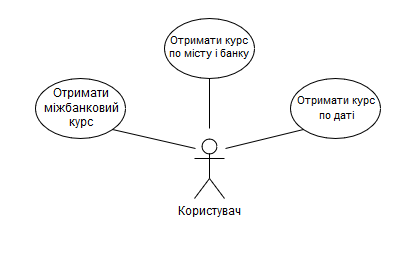 Отримати курс
по місту і банку
Отримати
міжбанковий
курс
Отримати курс
по даті
Користувач